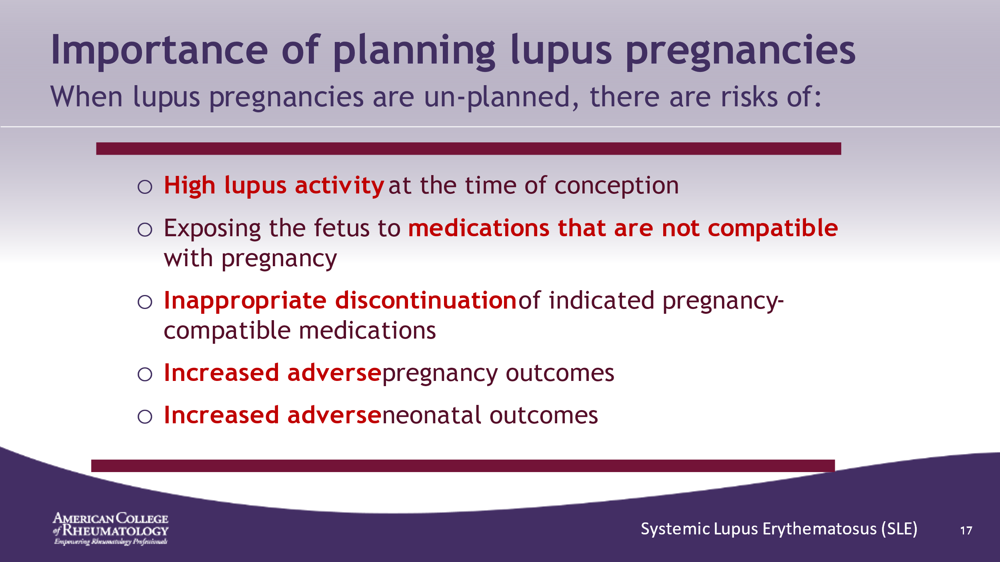 Importance of planning lupus pregnancies
When lupus pregnancies are un-planned, there are risks of:
○ High lupus activity at the time of conception
○ Exposing the fetus to medications that are not compatible
with pregnancy
○ Inappropriate discontinuation of indicated pregnancy-
compatible medications
○ Increased adverse pregnancy outcomes
○ Increased adverse neonatal outcomes
AMERICAN COLLEGE
of RHEUMATOLOGY
Empowering Rheumatology Professionals
Systemic Lupus Erythematosus (SLE) 17